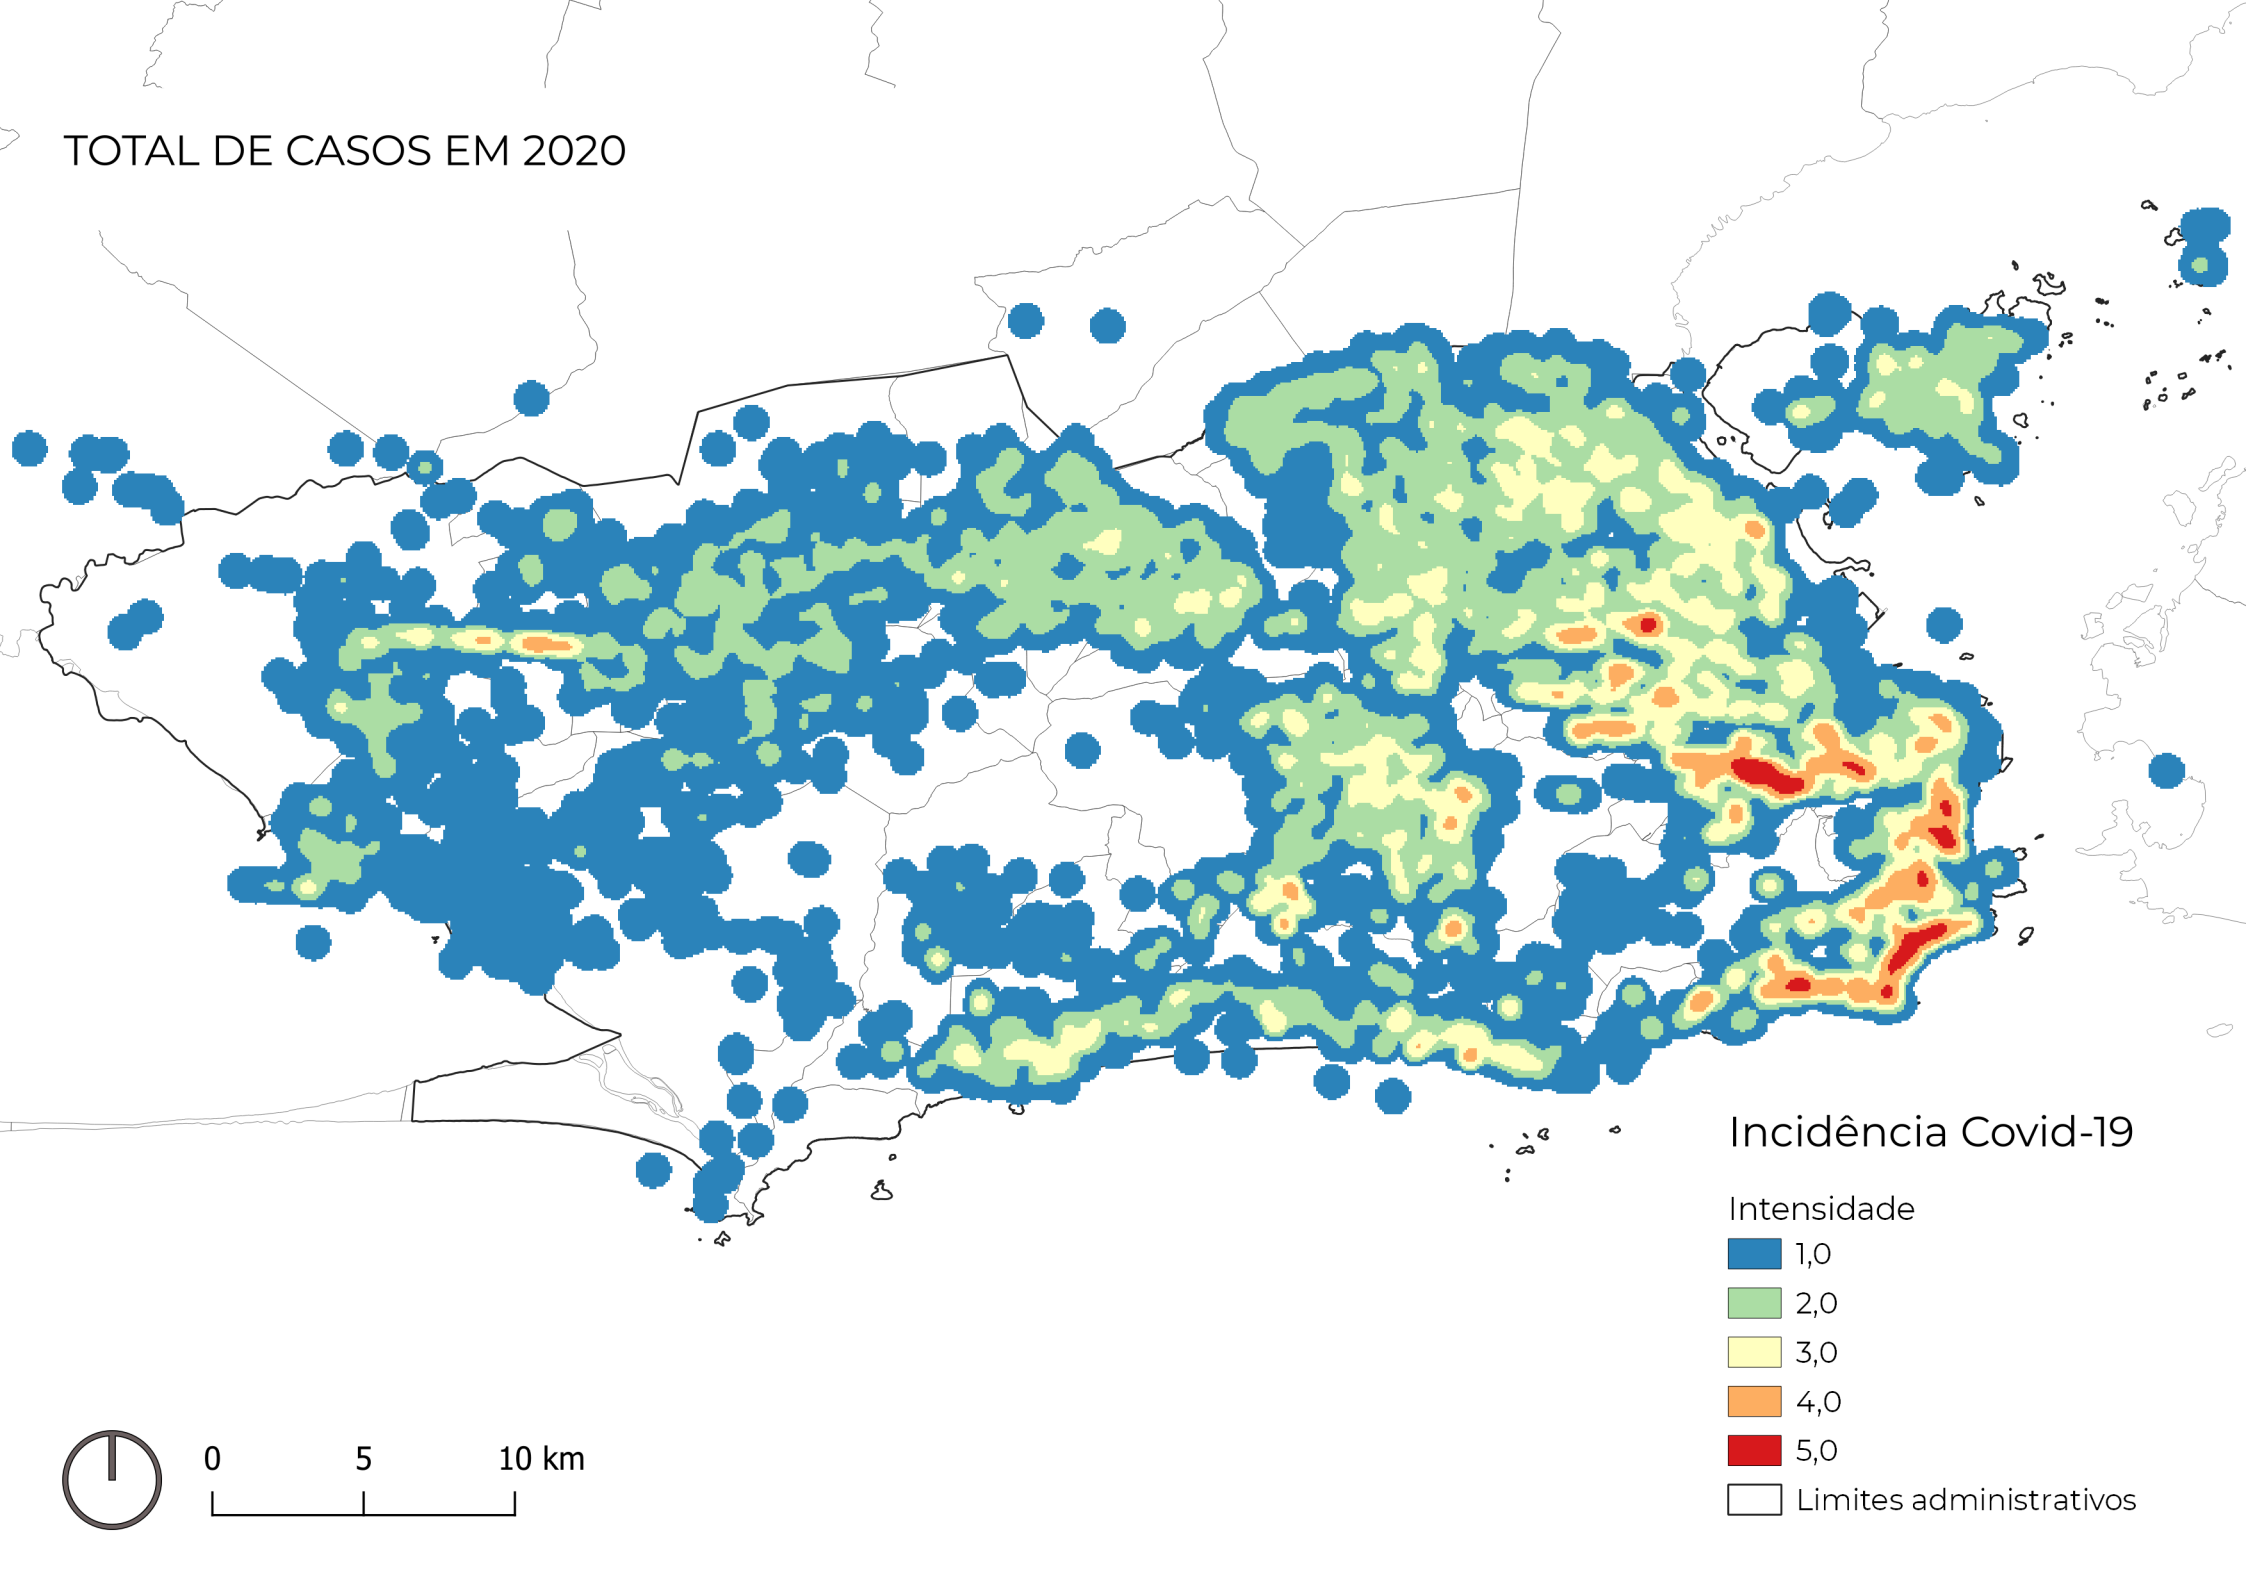 TOTAL DE CASOS EM 2020
Incidência Covid-19
Intensidade
1,0
2,0
3,0
4,0
5,0
Limites administrativos
0 5 10 km